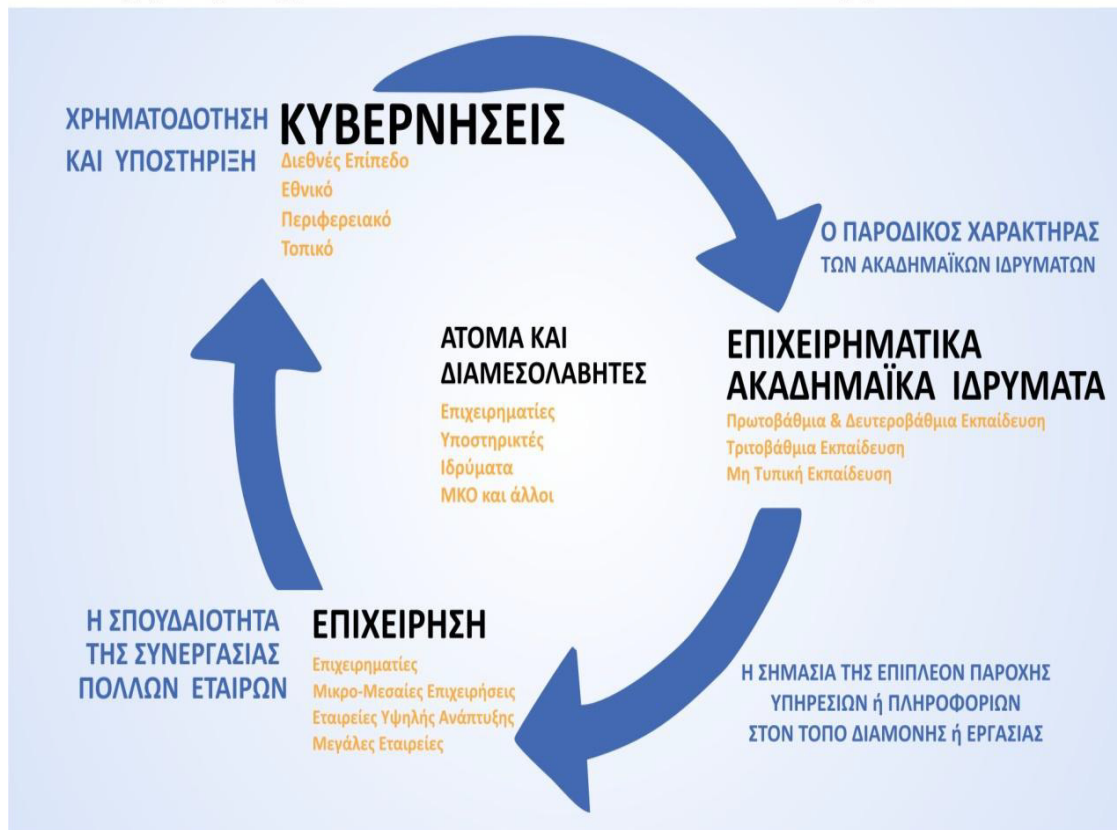 ΧΡΗΜΑΤΟΔΟΤΗΣΗ
ΚΑΙ ΥΠΟΣΤΗΡΙΞΗ
ΚΥΒΕΡΝΗΣΕΙΣ
Διεθνές Επίπεδο
Εθνικό
Περιφερειακό
Τοπικό
Ο ΠΑΡΟΔΙΚΟΣ ΧΑΡΑΚΤΗΡΑΣ
ΤΩΝ ΑΚΑΔΗΜΑΪΚΩΝ ΙΔΡΥΜΑΤΩΝ
ΑΤΟΜΑ ΚΑΙ
ΔΙΑΜΕΣΟΛΑΒΗΤΕΣ
Επιχειρηματίες
Υποστηρικτές
Ιδρύματα
ΜΚΟ και άλλοι
ΕΠΙΧΕΙΡΗΜΑΤΙΚΑ
ΑΚΑΔΗΜΑΪΚΑ ΙΔΡΥΜΑΤΑ
Πρωτοβάθμια & Δευτεροβάθμια Εκπαίδευση
Τριτοβάθμια Εκπαίδευση
Μη Τυπική Εκπαίδευση
Η ΣΠΟΥΔΑΙΟΤΗΤΑ
ΤΗΣ ΣΥΝΕΡΓΑΣΙΑΣ
ΠΟΛΛΩΝ ΕΤΑΙΡΩΝ
ΕΠΙΧΕΙΡΗΣΗ
Επιχειρηματίες
Μικρο-Μεσαίες Επιχειρήσεις
Εταιρείες Υψηλής Ανάπτυξης
Μεγάλες Εταιρείες
Η ΣΗΜΑΣΙΑ ΤΗΣ ΕΠΙΠΛΕΟΝ ΠΑΡΟΧΗΣ
ΥΠΗΡΕΣΙΩΝ ή ΠΛΗΡΟΦΟΡΙΩΝ
ΣΤΟΝ ΤΟΠΟ ΔΙΑΜΟΝΗΣ ή ΕΡΓΑΣΙΑΣ